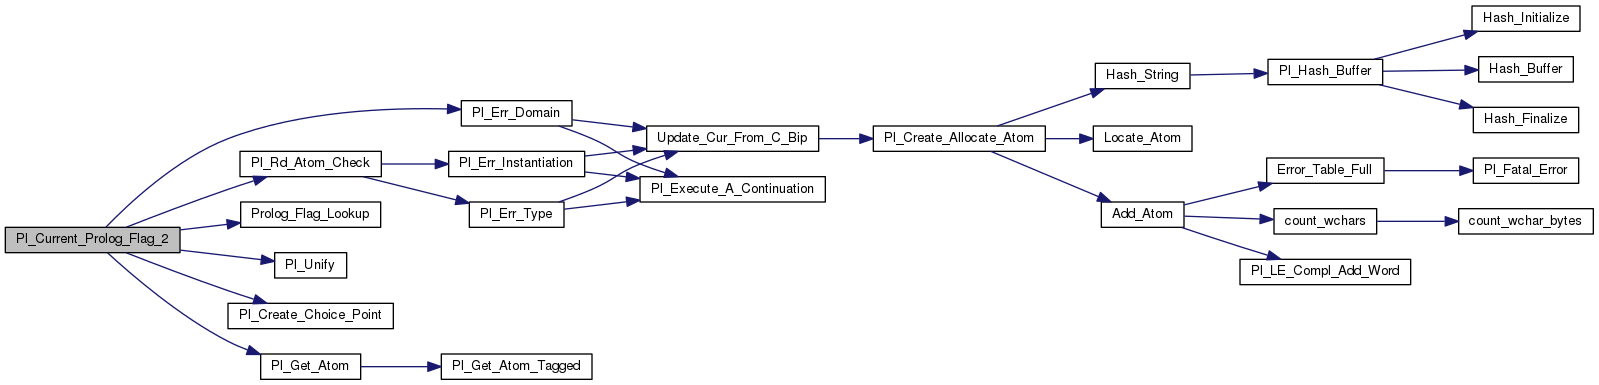 Pl_Current_Prolog_Flag_2
Pl_Err_Domain
Pl_Rd_Atom_Check
Prolog_Flag_Lookup
Pl_Unify
Pl_Create_Choice_Point
Pl_Get_Atom
Pl_Err_Instantiation
Pl_Err_Type
Pl_Get_Atom_Tagged
Update_Cur_From_C_Bip
Pl_Execute_A_Continuation
Pl_Create_Allocate_Atom
Hash_String
Locate_Atom
Add_Atom
Pl_Hash_Buffer
Error_Table_Full
count_wchars
Pl_LE_Compl_Add_Word
Hash_Initialize
Hash_Buffer
Hash_Finalize
Pl_Fatal_Error
count_wchar_bytes